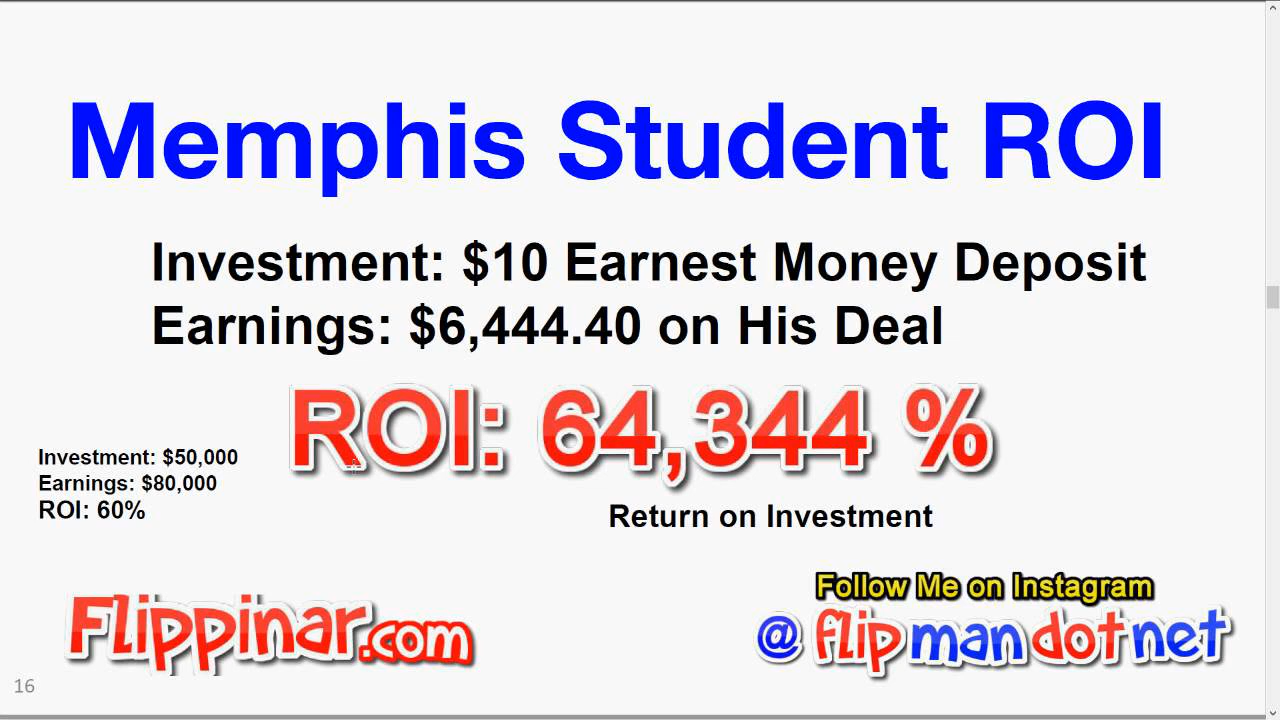 Memphis Student ROI
Investment: $10 Earnest Money Deposit
Earnings: $6,444.40 on His Deal
ROI: 64,344 %
Investment: $50,000
Earnings: $80,000
ROI: 60%
Return on Investment
Flippinar.com
Follow Me on Instagram
@ flipmandotnet
16